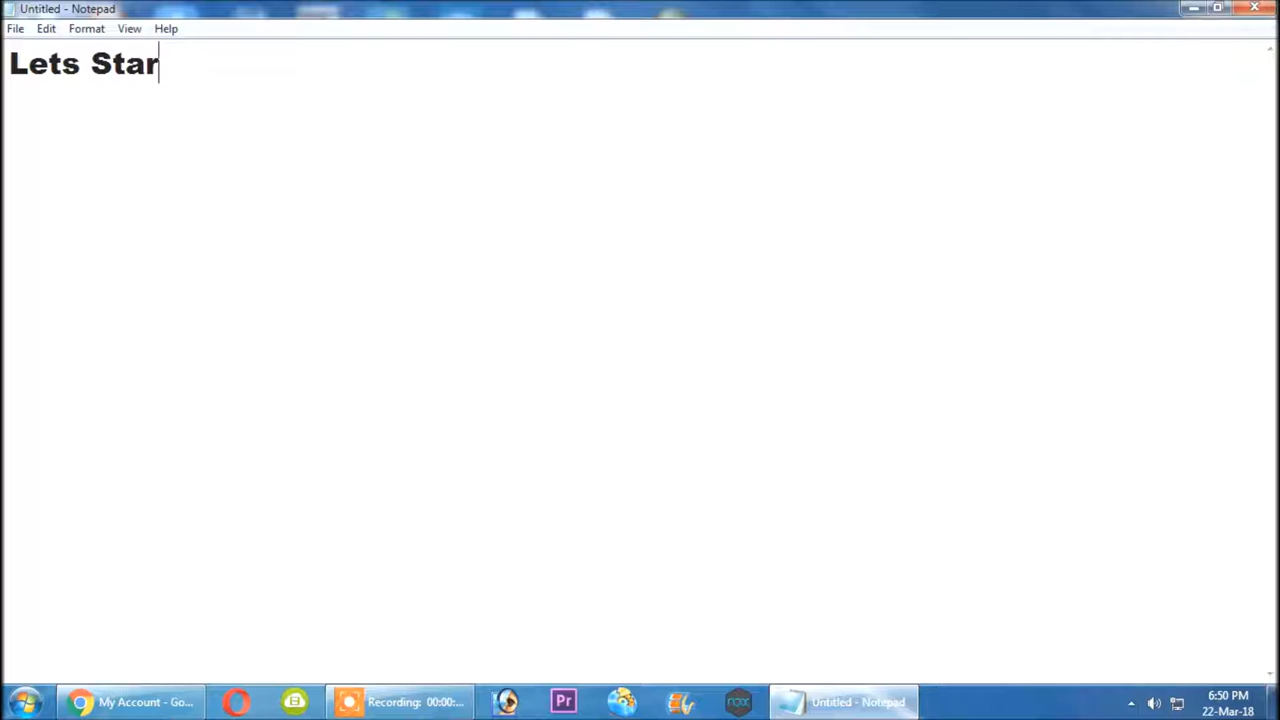 Untitled - Notepad
File Edit Format View Help
Lets Star
My Account - Go...
Recording: 00:00:...
Pr
nox
Untitled - Notepad
6:50 PM
22-Mar-18